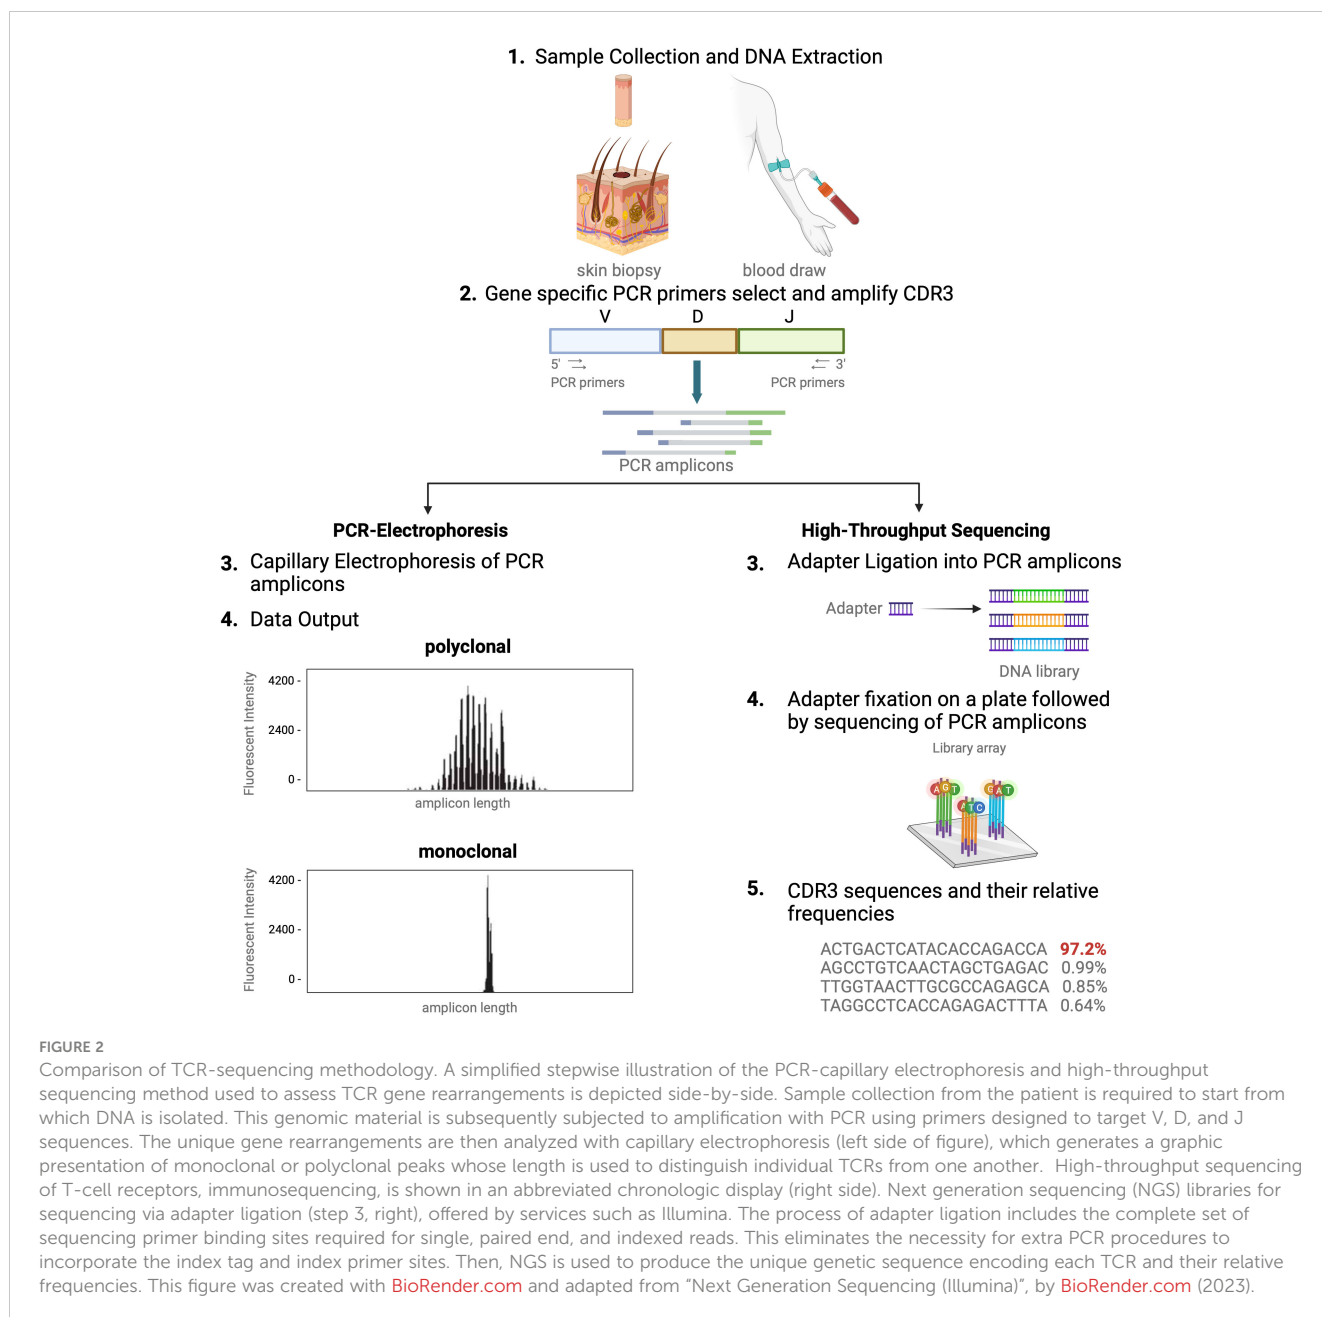 1. Sample Collection and DNA Extraction
skin biopsy
blood draw
2. Gene specific PCR primers select and amplify CDR3
V D J
5' 3'
PCR primers PCR primers
PCR amplicons
PCR-Electrophoresis
3. Capillary Electrophoresis of PCR
amplicons
4. Data Output
polyclonal
Fluorescent Intensity
4200 -
2400 -
0 -
amplicon length
monoclonal
Fluorescent Intensity
4200 -
2400 -
0 -
amplicon length
High-Throughput Sequencing
3. Adapter Ligation into PCR amplicons
Adapter
DNA library
4. Adapter fixation on a plate followed
by sequencing of PCR amplicons
Library array
A G T
G A T
A T C
5. CDR3 sequences and their relative
frequencies
ACTGACTCATACACCAGACCA 97.2%
AGCCTGTCAACTAGCTGAGAC 0.99%
TTGGTAACTTGCGCCAGAGCA 0.85%
TAGGCCTCACCAGAGACTTTA 0.64%
FIGURE 2
Comparison of TCR-sequencing methodology. A simplified stepwise illustration of the PCR-capillary electrophoresis and high-throughput
sequencing method used to assess TCR gene rearrangements is depicted side-by-side. Sample collection from the patient is required to start from
which DNA is isolated. This genomic material is subsequently subjected to amplification with PCR using primers designed to target V, D, and J
sequences. The unique gene rearrangements are then analyzed with capillary electrophoresis (left side of figure), which generates a graphic
presentation of monoclonal or polyclonal peaks whose length is used to distinguish individual TCRs from one another. High-throughput sequencing
of T-cell receptors, immunosequencing, is shown in an abbreviated chronologic display (right side). Next generation sequencing (NGS) libraries for
sequencing via adapter ligation (step 3, right), offered by services such as Illumina. The process of adapter ligation includes the complete set of
sequencing primer binding sites required for single, paired end, and indexed reads. This eliminates the necessity for extra PCR procedures to
incorporate the index tag and index primer sites. Then, NGS is used to produce the unique genetic sequence encoding each TCR and their relative
frequencies. This figure was created with BioRender.com and adapted from "Next Generation Sequencing (Illumina)", by BioRender.com (2023).